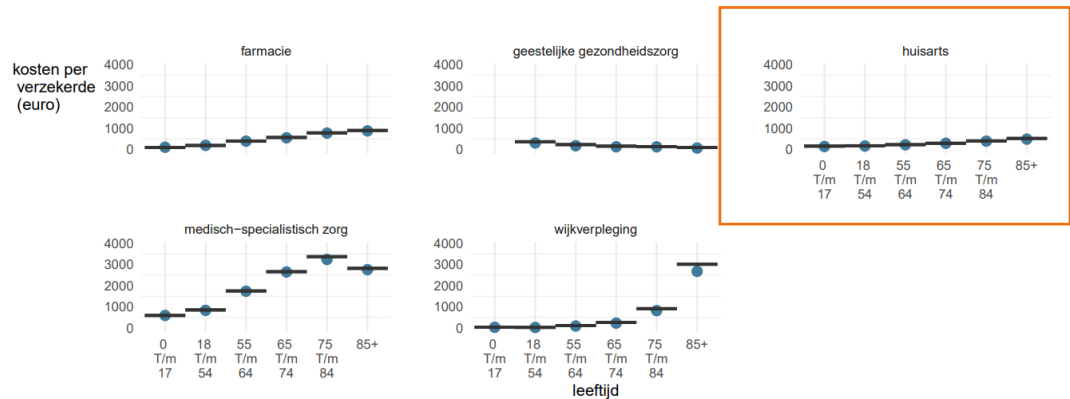 farmacie
geestelijke gezondheidszorg
huisarts
kosten per
verzekerde
(euro)
4000
3000
2000
1000
0
4000
3000
2000
1000
0
4000
3000
2000
1000
0
0
T/m
17
18
T/m
54
55
T/m
64
65
T/m
74
75
T/m
84
85+
medisch-specialistisch zorg
wijkverpleging
4000
3000
2000
1000
0
4000
3000
2000
1000
0
0
T/m
17
18
T/m
54
55
T/m
64
65
T/m
74
75
T/m
84
85+
0
T/m
17
18
T/m
54
55
T/m
64
65
T/m
74
75
T/m
84
85+
leeftijd